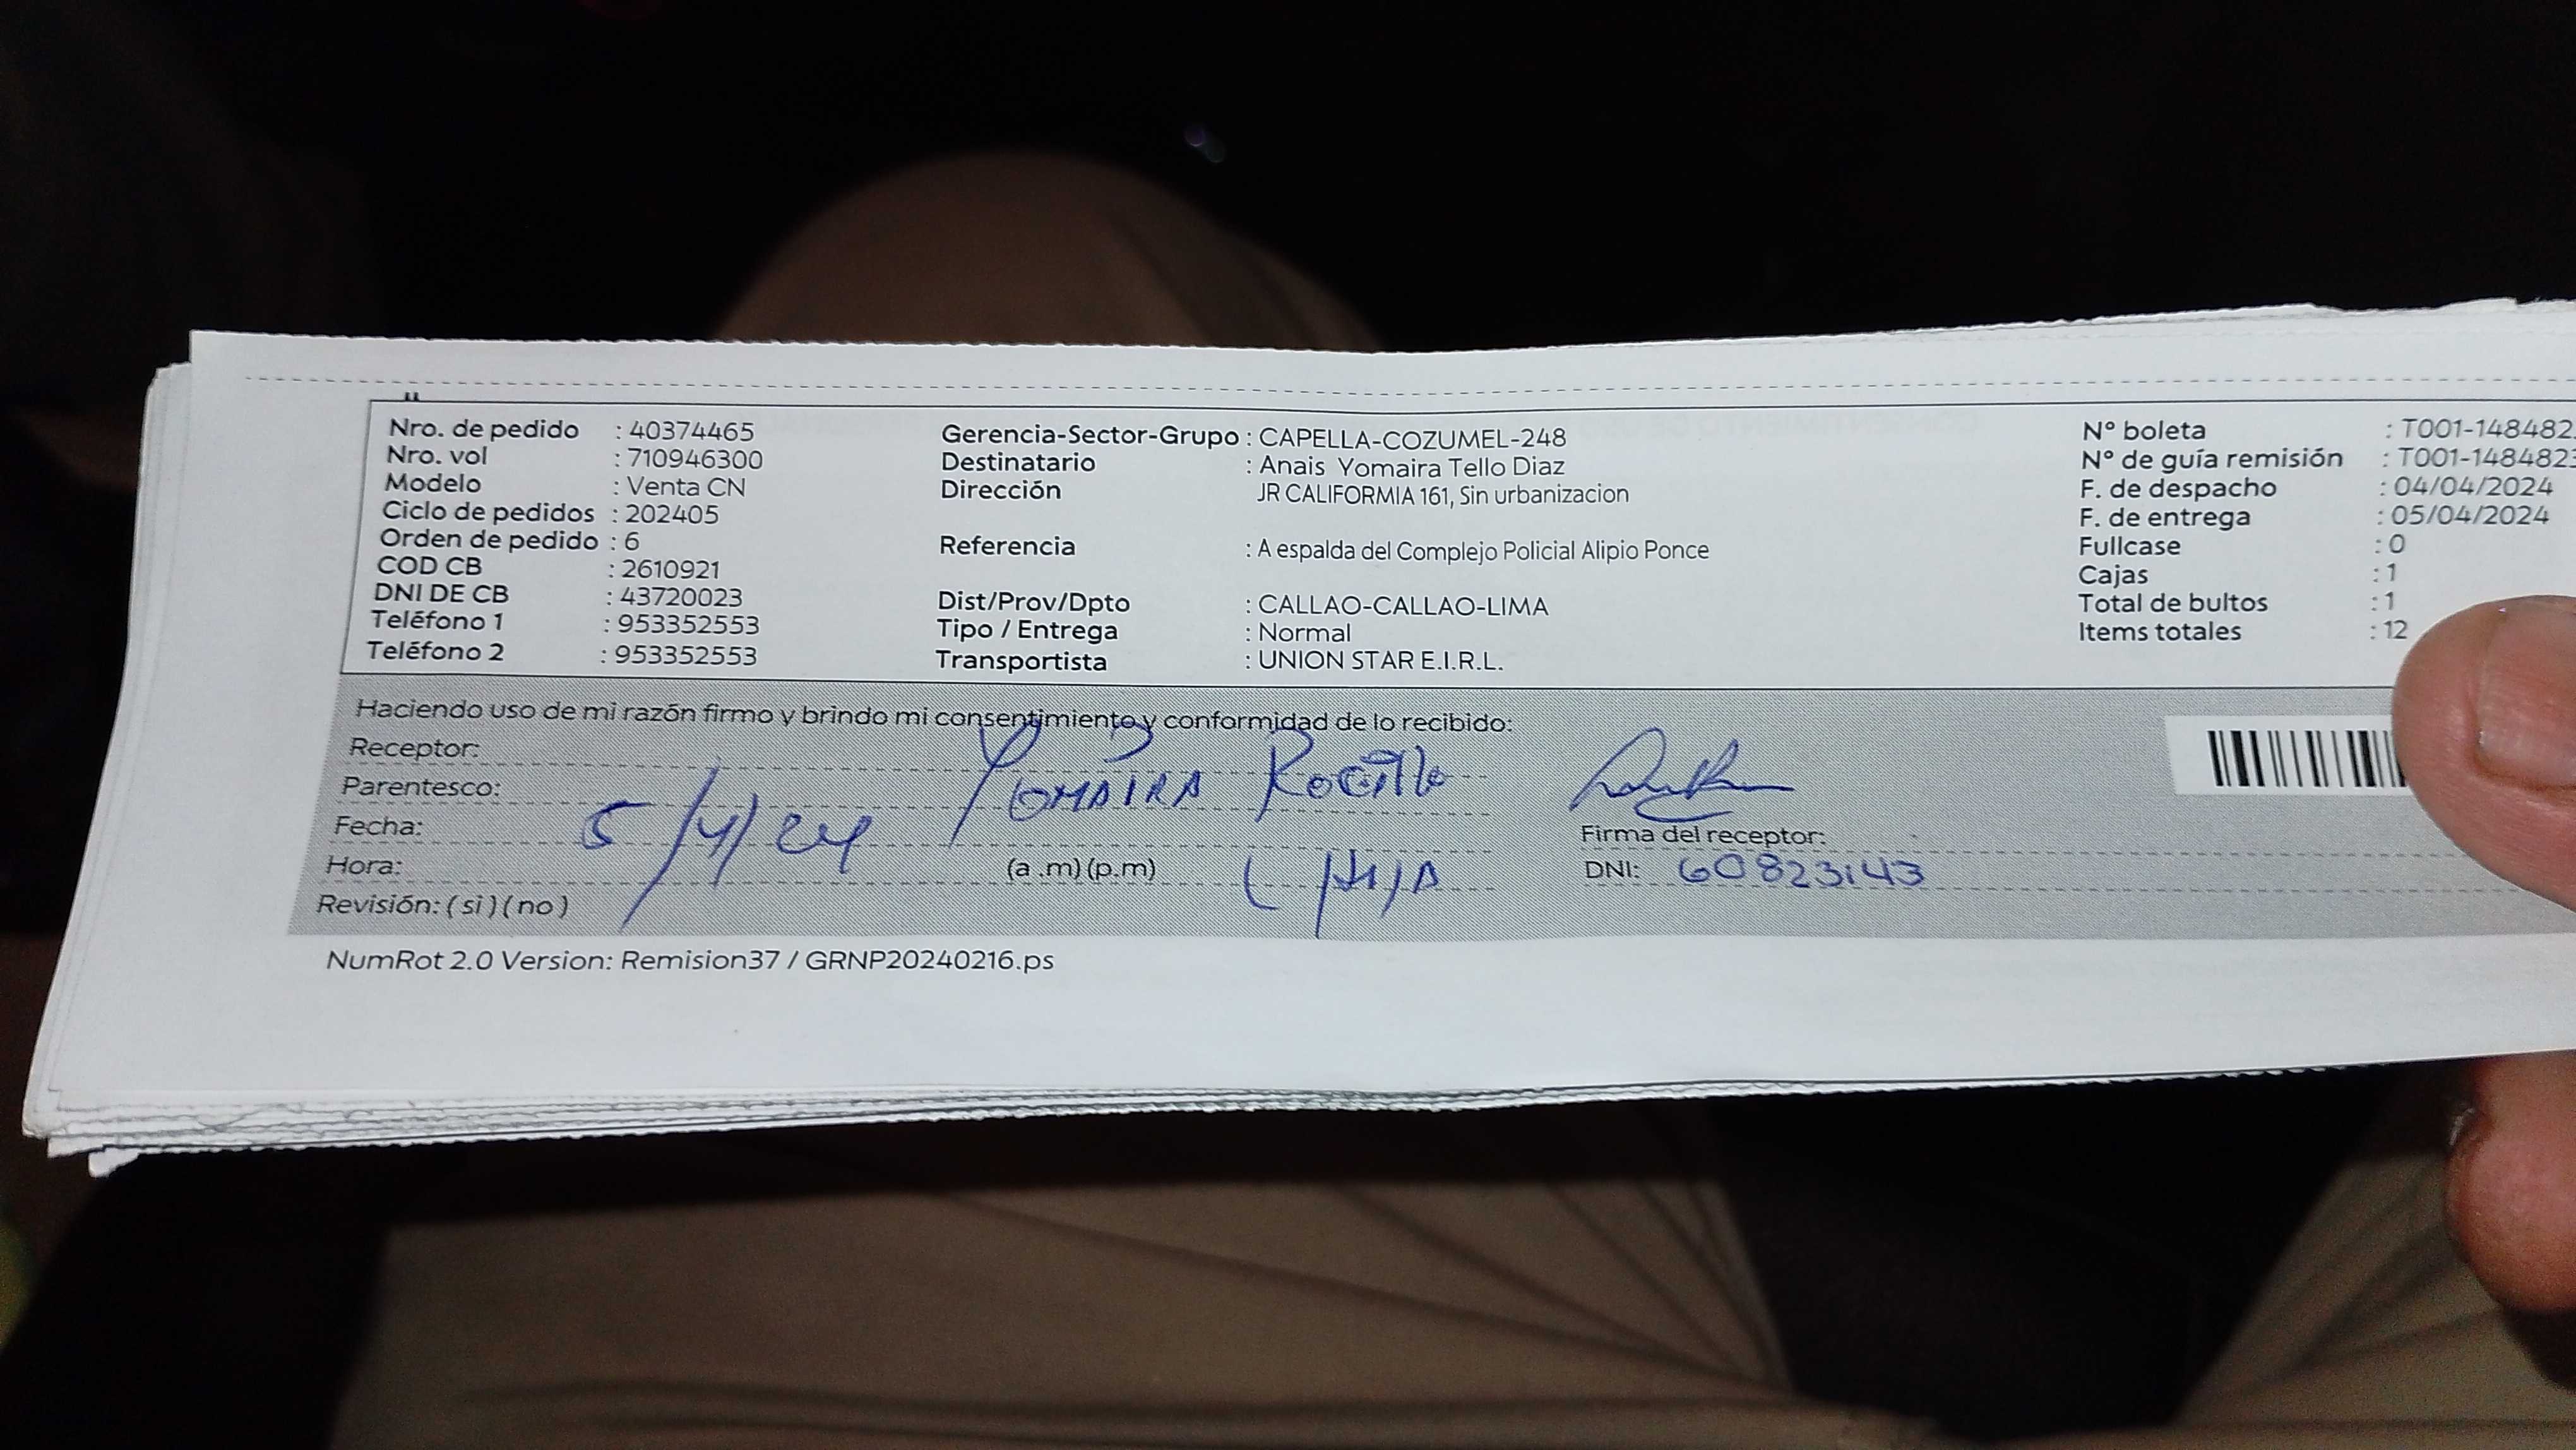 Nro. de pedido : 40374465
Nro. vol : 710946300
Modelo : Venta CN
Ciclo de pedidos : 202405
Orden de pedido : 6
COD CB : 2610921
DNI DE CB : 43720023
Teléfono 1 : 953352553
Teléfono 2 : 953352553
Gerencia-Sector-Grupo : CAPELLA-COZUMEL-248
Destinatario : Anais Yomaira Tello Diaz
Dirección JR CALIFORMIA 161, Sin urbanizacion
Referencia : A espalda del Complejo Policial Alipio Ponce
Dist/Prov/Dpto : CALLAO-CALLAO-LIMA
Tipo / Entrega : Normal
Transportista : UNION STAR E.I.R.L.
N° boleta : T001-148482
N° de guía remisión : T001-148482
F. de despacho : 04/04/2024
F. de entrega : 05/04/2024
Fullcase : 0
Cajas : 1
Total de bultos : 1
Items totales : 12
Haciendo uso de mi razón firmo y brindo mi consentimiento y conformidad de lo recibido:
Receptor:
Parentesco: YOMAIRA
Fecha: 5/4/24
Hora: (a .m) (p.m) HIJA
Revisión: ( si ) ( no )
Firma del receptor:
DNI: 60823143
NumRot 2.0 Version: Remision37 / GRNP20240216.ps